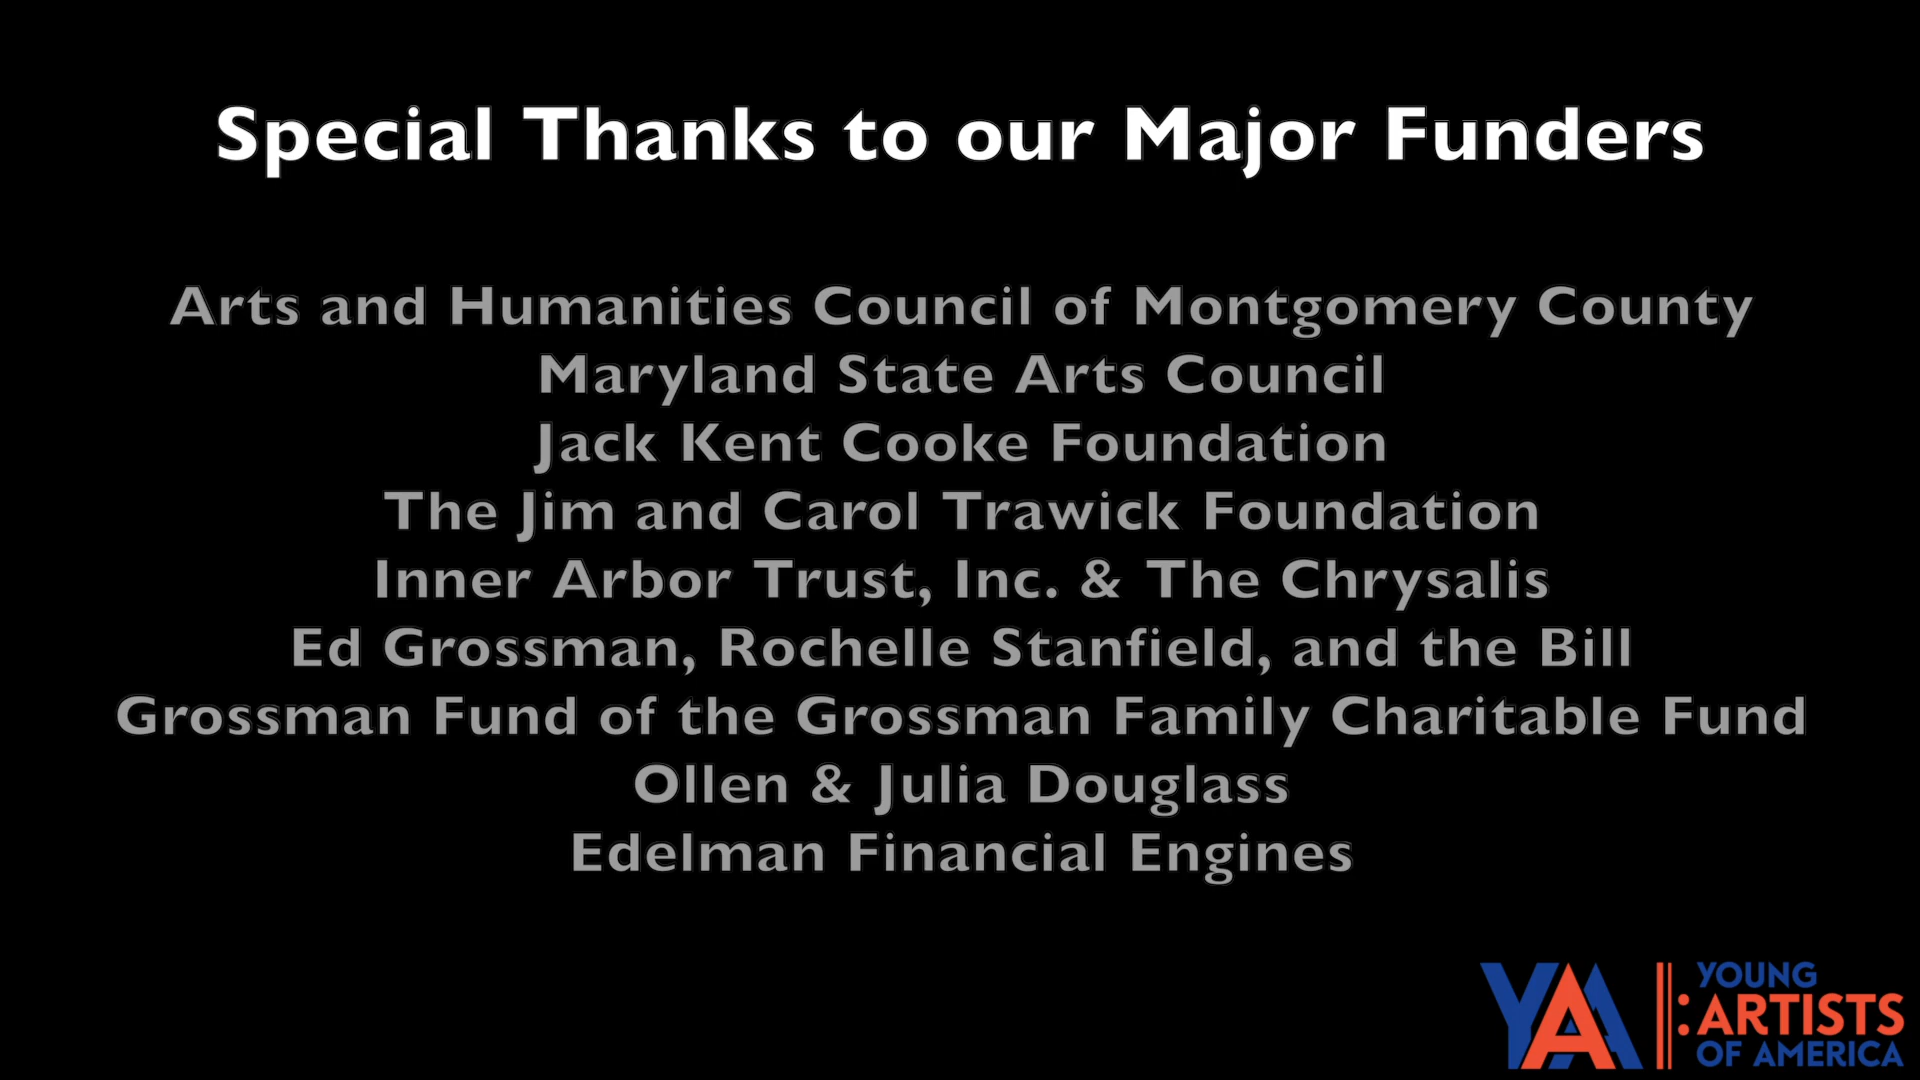 Special Thanks to our Major Funders
Arts and Humanities Council of Montgomery County
Maryland State Arts Council
Jack Kent Cooke Foundation
The Jim and Carol Trawick Foundation
Inner Arbor Trust, Inc. & The Chrysalis
Ed Grossman, Rochelle Stanfield, and the Bill
Grossman Fund of the Grossman Family Charitable Fund
Ollen & Julia Douglass
Edelman Financial Engines
YAA
YOUNG
ARTISTS
OF AMERICA